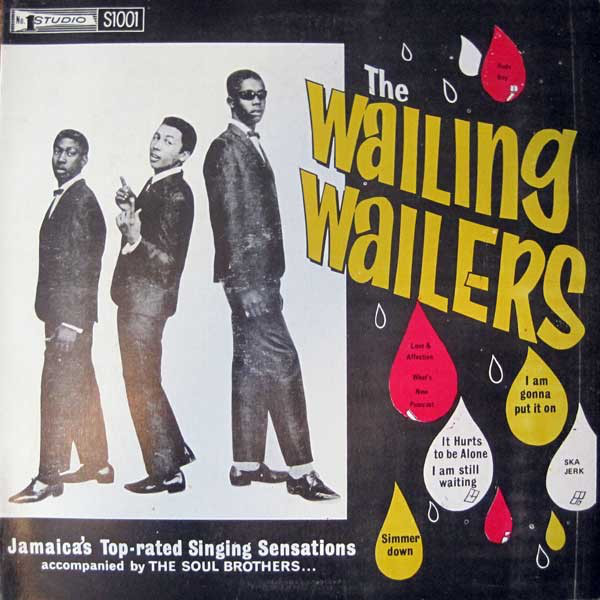 No. 1 STUDIO S1001
The
WAILING
WAILERS
Rude
boy
Love &
Affection
What's
New
Pussycat
I am
gonna
put it on
It Hurts
to be Alone
I am still
waiting
SKA
JERK
Simmer
down
Jamaica's Top-rated Singing Sensations
accompanied by THE SOUL BROTHERS...